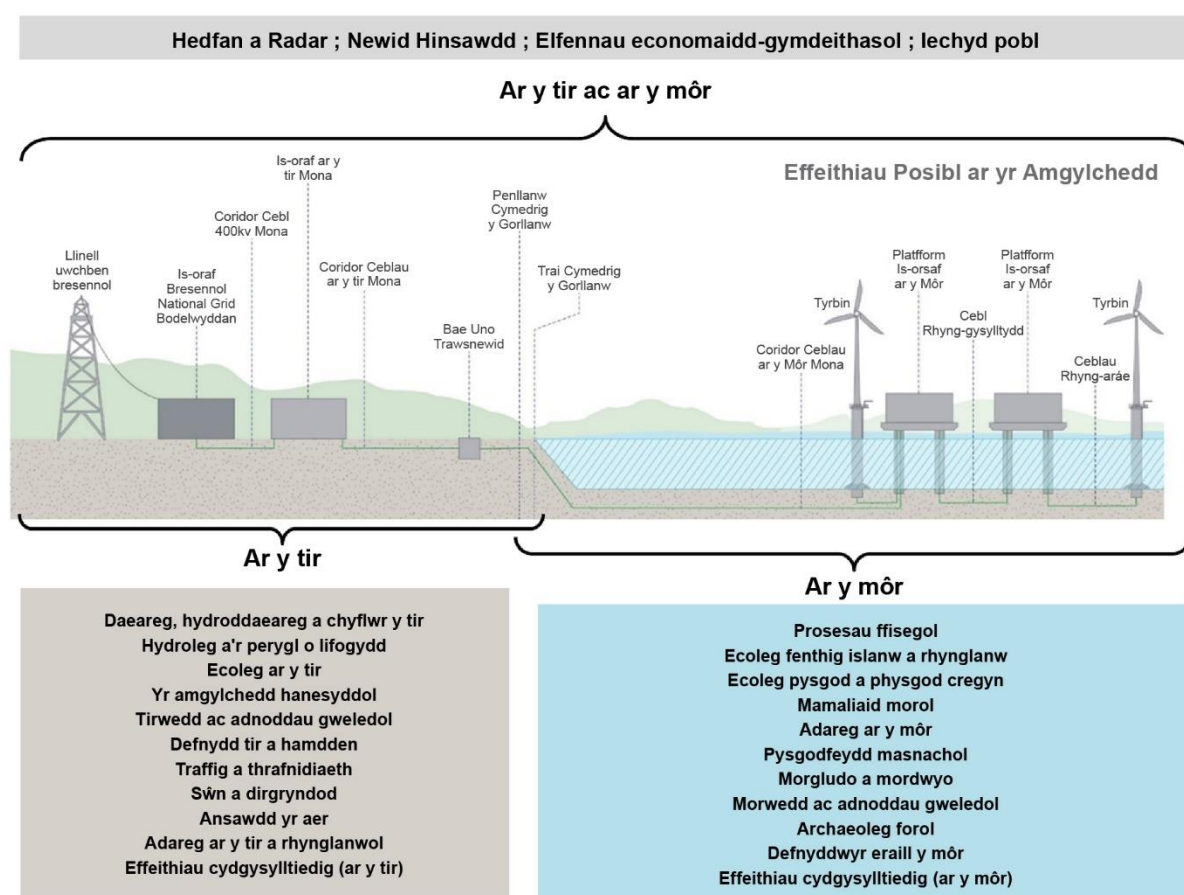 Hedfan a Radar ; Newid Hinsawdd ; Elfennau economaidd-gymdeithasol ; Iechyd pobl
Ar y tir ac ar y môr
Effeithiau Posibl ar yr Amgylchedd
Llinell
uwchben
bresennol
Is-oraf
Bresennol
National Grid
Bodelwyddan
Coridor Cebl
400kv Mona
Is-oraf ar y
tir Mona
Coridor Ceblau
ar y tir Mona
Bae Uno
Trawsnewid
Penllanw
Cymedrig
y Gorllanw
Trai Cymedrig
y Gorllanw
Coridor Ceblau
ar y Môr Mona
Tyrbin
Platfform
Is-orsaf
ar y Môr
Cebl
Rhyng-gysylltydd
Platfform
Is-orsaf
ar y Môr
Ceblau
Rhyng-aráe
Tyrbin
Ar y tir
Daeareg, hydroddaeareg a chyflwr y tir
Hydroleg a'r perygl o lifogydd
Ecoleg ar y tir
Yr amgylchedd hanesyddol
Tirwedd ac adnoddau gweledol
Defnydd tir a hamdden
Traffig a thrafnidiaeth
Sŵn a dirgryndod
Ansawdd yr aer
Adareg ar y tir a rhynglanwol
Effeithiau cydgysylltiedig (ar y tir)
Ar y môr
Prosesau ffisegol
Ecoleg fenthig islanw a rhynglanw
Ecoleg pysgod a physgod cregyn
Mamaliaid morol
Adareg ar y môr
Pysgodfeydd masnachol
Morgludo a mordwyo
Morwedd ac adnoddau gweledol
Archaeoleg forol
Defnyddwyr eraill y môr
Effeithiau cydgysylltiedig (ar y môr)